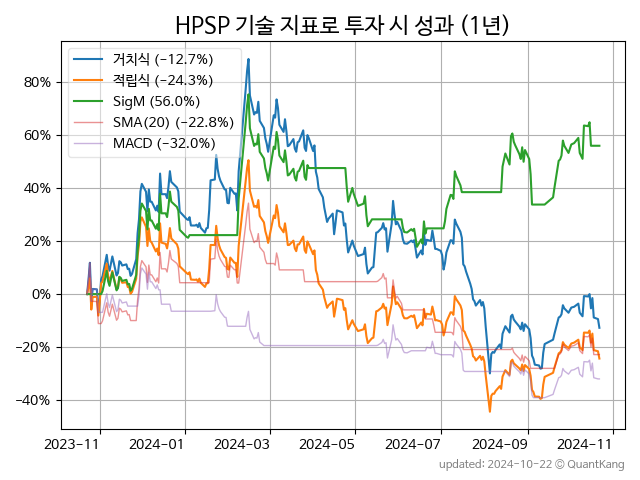 HPSP 기술 지표로 투자 시 성과 (1년)
거치식 (−12.7%)
적립식 (−24.3%)
SigM (56.0%)
SMA(20) (−22.8%)
MACD (−32.0%)
80%
60%
40%
20%
0%
−20%
−40%
2023−11 2024−01 2024−03 2024−05 2024−07 2024−09 2024−11
updated: 2024−10−22 ⓒ QuantKang